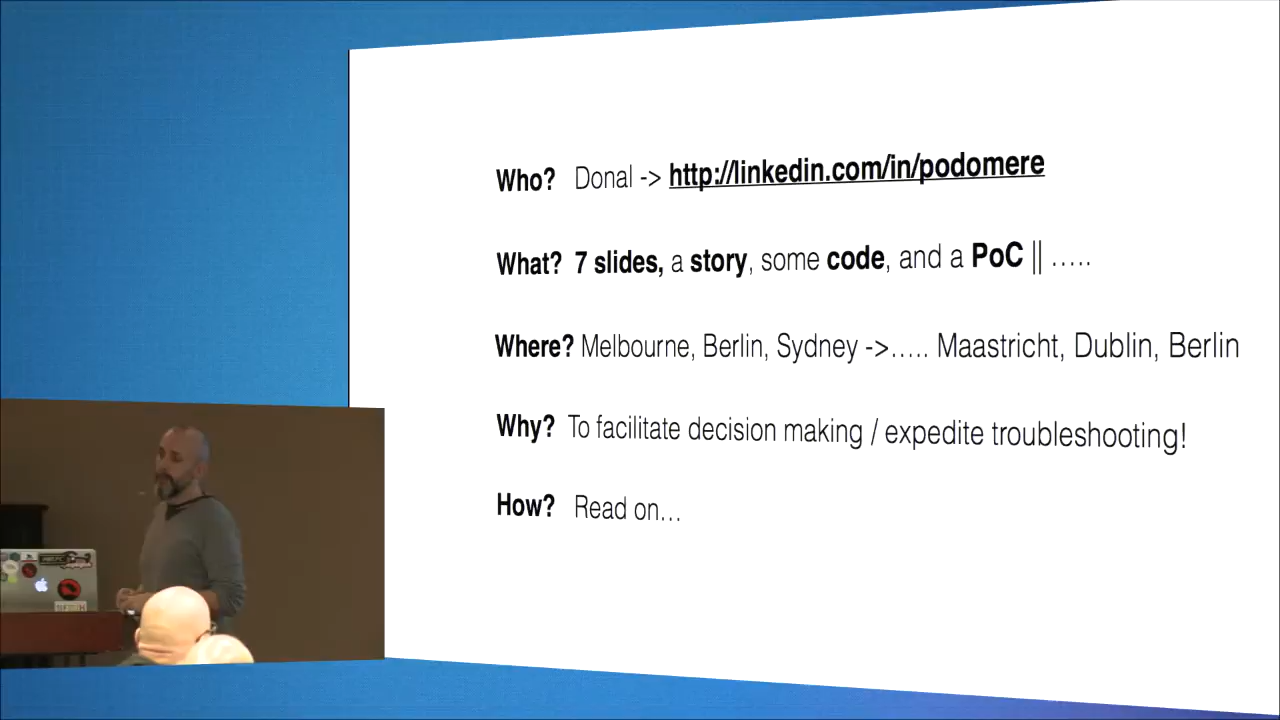 Who? Donal -> http://linkedin.com/in/podomere
What? 7 slides, a story, some code, and a PoC || .....
Where? Melbourne, Berlin, Sydney ->..... Maastricht, Dublin, Berlin
Why? To facilitate decision making / expedite troubleshooting!
How? Read on...